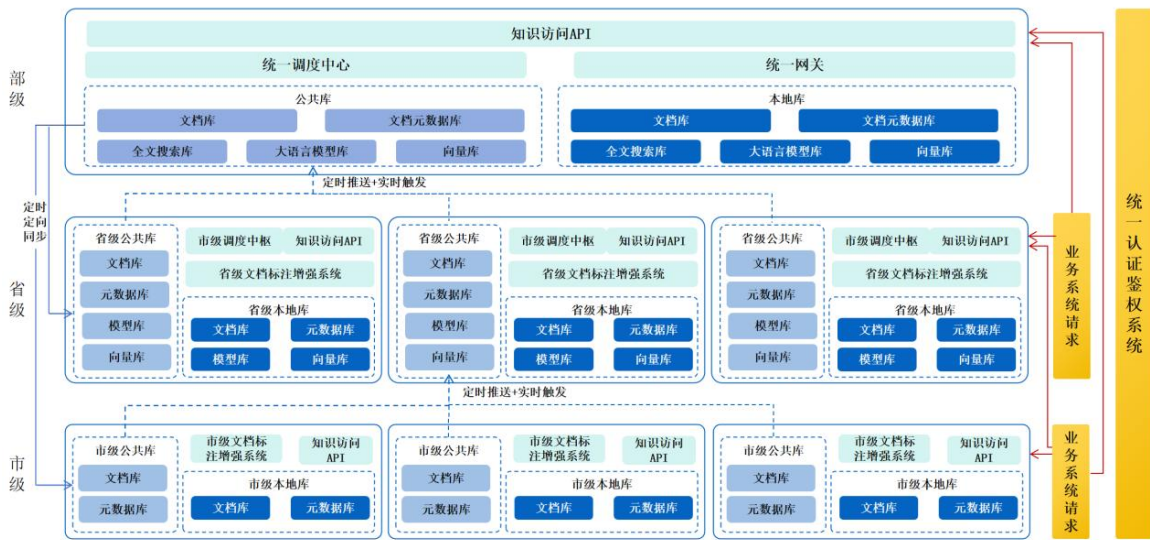 知识访问API
统一调度中心
统一网关
部级
公共库
文档库
文档元数据库
全文搜索库
大语言模型库
向量库
本地库
文档库
文档元数据库
全文搜索库
大语言模型库
向量库
定时推送+实时触发
定时
定向
同步
省级
省级公共库
文档库
元数据库
模型库
向量库
市级调度中枢
知识访问API
省级文档标注增强系统
省级本地库
文档库
元数据库
模型库
向量库
省级公共库
文档库
元数据库
模型库
向量库
市级调度中枢
知识访问API
省级文档标注增强系统
省级本地库
文档库
元数据库
模型库
向量库
省级公共库
文档库
元数据库
模型库
向量库
市级调度中枢
知识访问API
省级文档标注增强系统
省级本地库
文档库
元数据库
模型库
向量库
业务系统请求
定时推送+实时触发
市级
市级公共库
文档库
元数据库
市级文档标
注增强系统
知识访问
API
市级本地库
文档库
元数据库
市级公共库
文档库
元数据库
市级文档标
注增强系统
知识访问
API
市级本地库
文档库
元数据库
市级公共库
文档库
元数据库
市级文档标
注增强系统
知识访问
API
市级本地库
文档库
元数据库
业务系统请求
统一认证鉴权系统